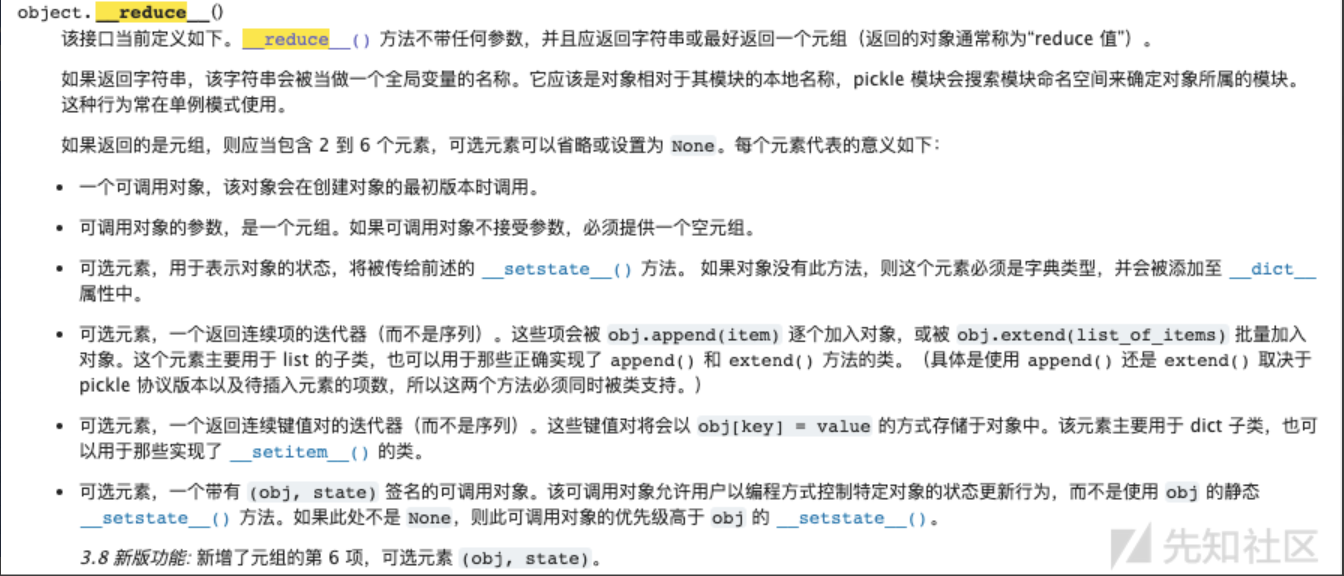 object.__reduce__()
该接口当前定义如下。__reduce__() 方法不带任何参数，并且应返回字符串或最好返回一个元组（返回的对象通常称为“reduce 值”）。
如果返回字符串，该字符串会被当做一个全局变量的名称。它应该是对象相对于其模块的本地名称，pickle 模块会搜索模块命名空间来确定对象所属的模块。
这种行为常在单例模式使用。
如果返回的是元组，则应当包含 2 到 6 个元素，可选元素可以省略或设置为 None。每个元素代表的意义如下：
• 一个可调用对象，该对象会在创建对象的最初版本时调用。
• 可调用对象的参数，是一个元组。如果可调用对象不接受参数，必须提供一个空元组。
• 可选元素，用于表示对象的状态，将被传给前述的 __setstate__() 方法。 如果对象没有此方法，则这个元素必须是字典类型，并会被添加至 __dict__
属性中。
• 可选元素，一个返回连续项的迭代器（而不是序列）。这些项会被 obj.append(item) 逐个加入对象，或被 obj.extend(list_of_items) 批量加入
对象。这个元素主要用于 list 的子类，也可以用于那些正确实现了 append() 和 extend() 方法的类。（具体是使用 append() 还是 extend() 取决于
pickle 协议版本以及待插入元素的项数，所以这两个方法必须同时被类支持。）
• 可选元素，一个返回连续键值对的迭代器（而不是序列）。这些键值对将会以 obj[key] = value 的方式存储于对象中。该元素主要用于 dict 子类，也可
以用于那些实现了 __setitem__() 的类。
• 可选元素，一个带有 (obj, state) 签名的可调用对象。该可调用对象允许用户以编程方式控制特定对象的状态更新行为，而不是使用 obj 的静态
__setstate__() 方法。如果此处不是 None，则此可调用对象的优先级高于 obj 的 __setstate__()。
3.8 新版功能: 新增了元组的第 6 项，可选元素 (obj, state)。
先知社区